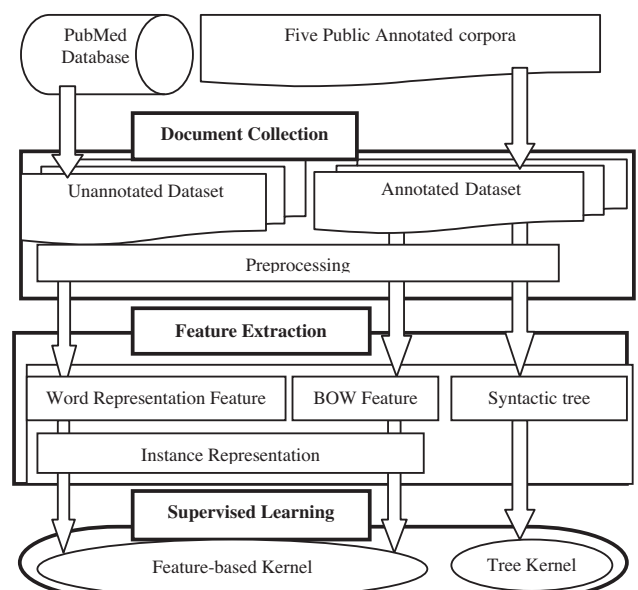 PubMed
Database
Five Public Annotated corpora
Document Collection
Unannotated Dataset
Annotated Dataset
Preprocessing
Feature Extraction
Word Representation Feature
BOW Feature
Syntactic tree
Instance Representation
Supervised Learning
Feature-based Kernel
Tree Kernel